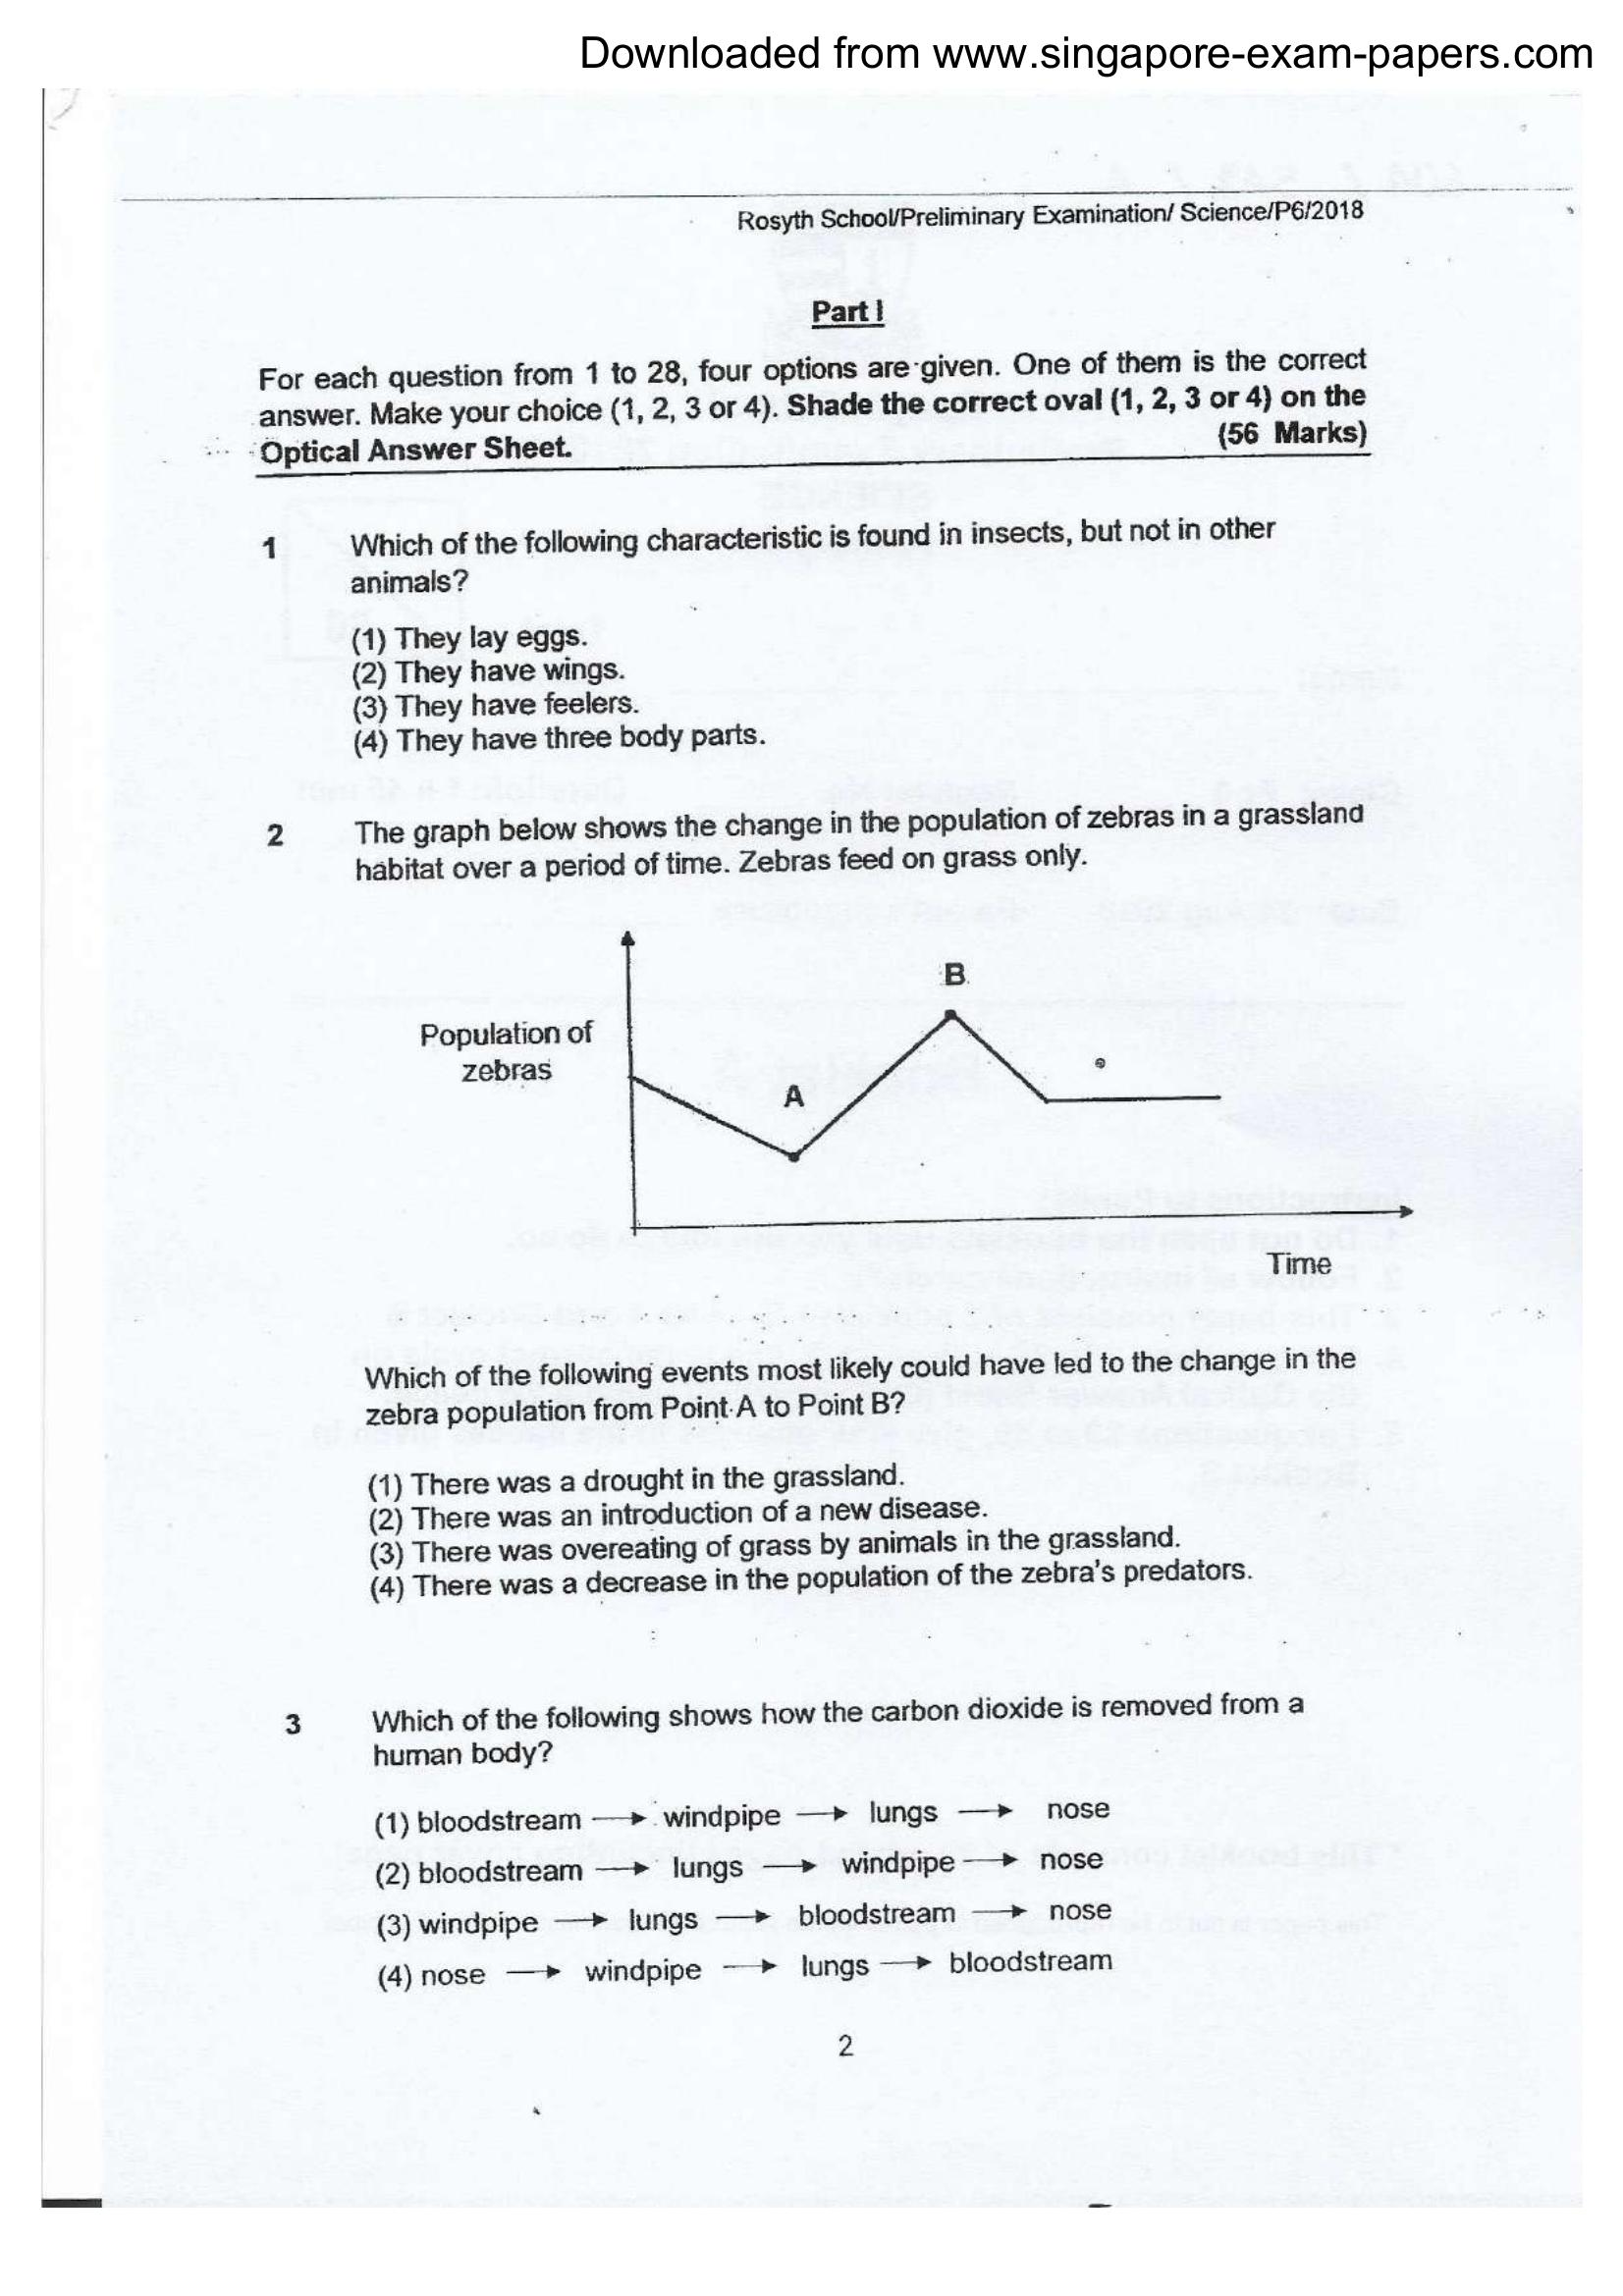 Downloaded from www.singapore-exam-papers.com
Rosyth School/Preliminary Examination/ Science/P6/2018
Part I
For each question from 1 to 28, four options are given. One of them is the correct
answer. Make your choice (1, 2, 3 or 4). Shade the correct oval (1, 2, 3 or 4) on the
Optical Answer Sheet. (56 Marks)
1 Which of the following characteristic is found in insects, but not in other
animals?
(1) They lay eggs.
(2) They have wings.
(3) They have feelers.
(4) They have three body parts.
2 The graph below shows the change in the population of zebras in a grassland
habitat over a period of time. Zebras feed on grass only.
B
Population of
zebras
A
Time
Which of the following events most likely could have led to the change in the
zebra population from Point A to Point B?
(1) There was a drought in the grassland.
(2) There was an introduction of a new disease.
(3) There was overeating of grass by animals in the grassland.
(4) There was a decrease in the population of the zebra's predators.
3 Which of the following shows how the carbon dioxide is removed from a
human body?
(1) bloodstream → windpipe → lungs → nose
(2) bloodstream → lungs → windpipe → nose
(3) windpipe → lungs → bloodstream → nose
(4) nose → windpipe → lungs → bloodstream
2